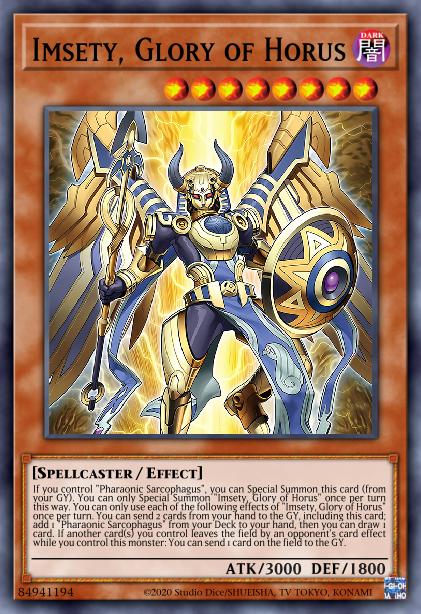 Imsety, Glory of Horus
DARK
闇
[Spellcaster / Effect]
If you control "Pharaonic Sarcophagus", you can Special Summon this card (from
your GY). You can only Special Summon "Imsety, Glory of Horus" once per turn
this way. You can only use each of the following effects of "Imsety, Glory of Horus"
once per turn. You can send 2 cards from your hand to the GY, including this card;
add 1 "Pharaonic Sarcophagus" from your Deck to your hand, then you can draw 1
card. If another card(s) you control leaves the field by an opponent's card effect
while you control this monster: You can send 1 card on the field to the GY.
ATK/3000 DEF/1800
84941194
©2020 Studio Dice/SHUEISHA, TV TOKYO, KONAMI